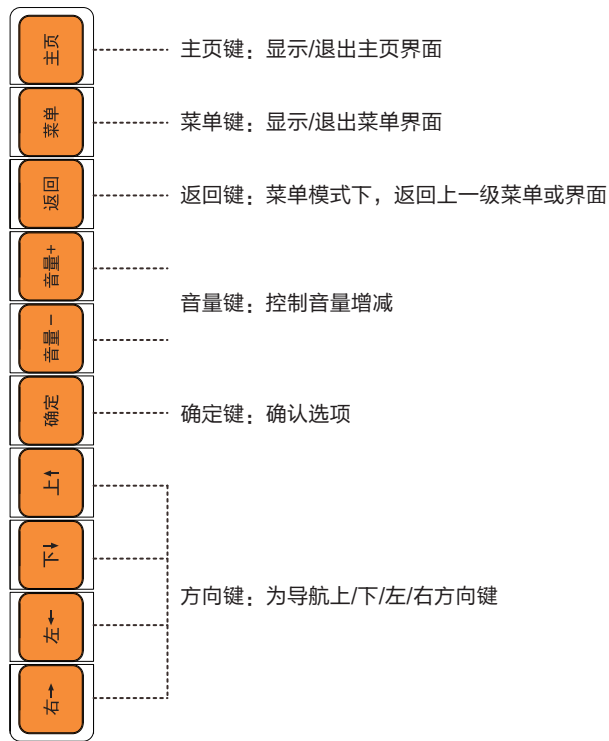 主页
主页键：显示/退出主页界面
菜单
菜单键：显示/退出菜单界面
返回
返回键：菜单模式下，返回上一级菜单或界面
音量+
音量键：控制音量增减
音量－
确定
确定键：确认选项
上↑
下↓
方向键：为导航上/下/左/右方向键
左←
右→